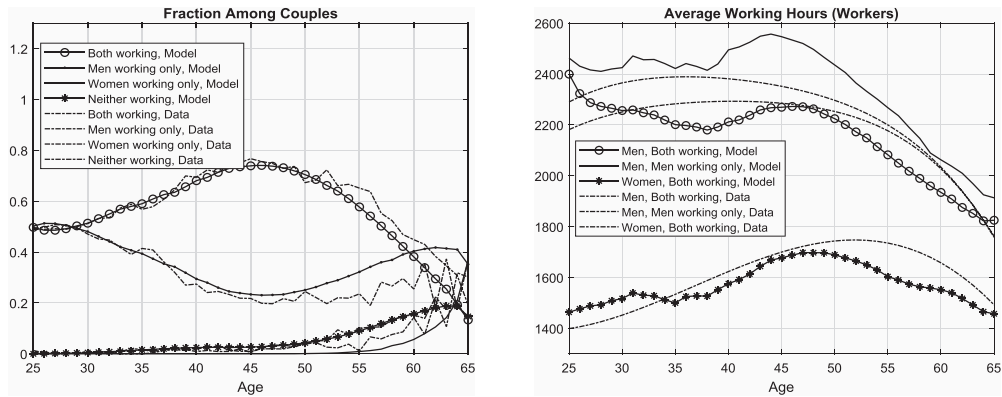 Fraction Among Couples
1.2
1
0.8
0.6
0.4
0.2
0
Both working, Model
Men working only, Model
Women working only, Model
Neither working, Model
Both working, Data
Men working only, Data
Women working only, Data
Neither working, Data
25 30 35 40 45 50 55 60 65
Age
Average Working Hours (Workers)
2600
2400
2200
2000
1800
1600
1400
Men, Both working, Model
Men, Men working only, Model
Women, Both working, Model
Men, Both working, Data
Men, Men working only, Data
Women, Both working, Data
25 30 35 40 45 50 55 60 65
Age